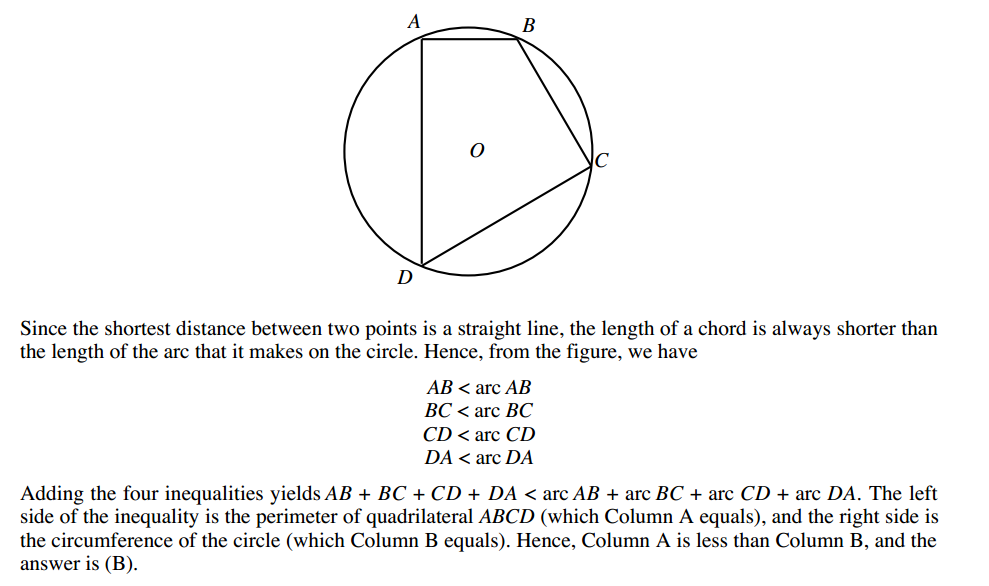 A
B
O
C
D
Since the shortest distance between two points is a straight line, the length of a chord is always shorter than
the length of the arc that it makes on the circle. Hence, from the figure, we have
AB < arc AB
BC < arc BC
CD < arc CD
DA < arc DA
Adding the four inequalities yields AB + BC + CD + DA < arc AB + arc BC + arc CD + arc DA. The left
side of the inequality is the perimeter of quadrilateral ABCD (which Column A equals), and the right side is
the circumference of the circle (which Column B equals). Hence, Column A is less than Column B, and the
answer is (B).